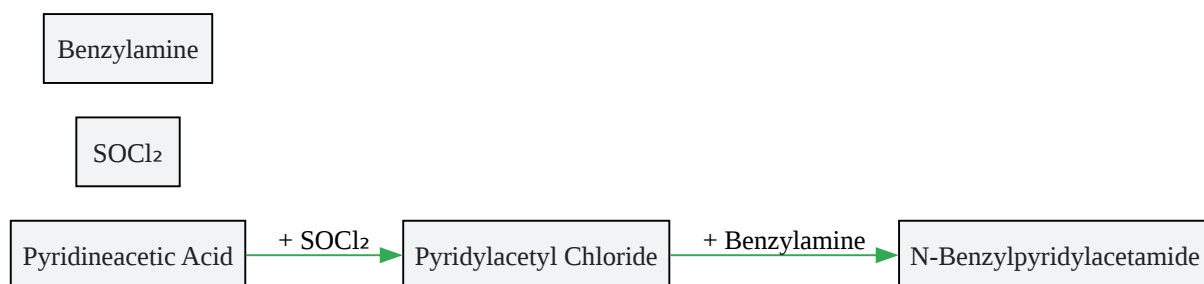 Benzylamine
SOCl₂
Pyridineacetic Acid
+ SOCl₂
Pyridylacetyl Chloride
+ Benzylamine
N-Benzylpyridylacetamide